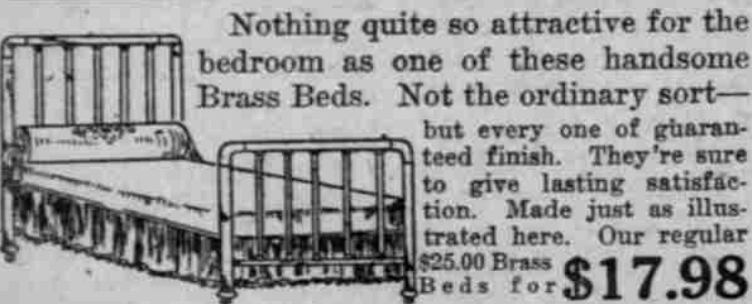 Nothing quite so attractive for the
bedroom as one of these handsome
Brass Beds. Not the ordinary sort—
but every one of guaran-
teed finish. They're sure
to give lasting satisfac-
tion. Made just as illus-
trated here. Our regular
$25.00 Brass
Beds for $17.98